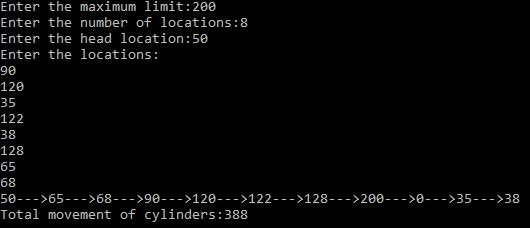 Enter the maximum limit:200
Enter the number of locations:8
Enter the head location:50
Enter the locations:
90
120
35
122
38
128
65
68
50--->65--->68--->90--->120--->122--->128--->200--->0--->35--->38
Total movement of cylinders:388